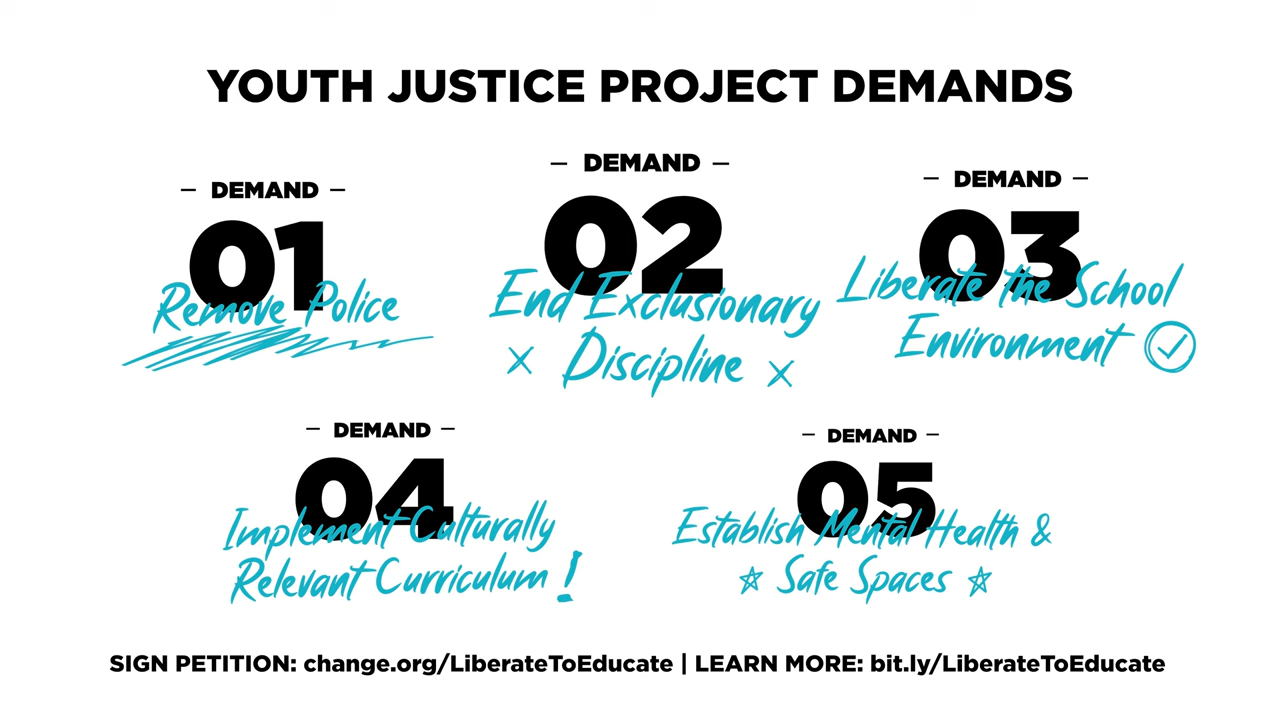 YOUTH JUSTICE PROJECT DEMANDS
– DEMAND –
01
Remove Police
– DEMAND –
02
End Exclusionary
Discipline
– DEMAND –
03
Liberate the School
Environment
– DEMAND –
04
Implement Culturally
Relevant Curriculum !
– DEMAND –
05
Establish Mental Health &
Safe Spaces
SIGN PETITION: change.org/LiberateToEducate | LEARN MORE: bit.ly/LiberateToEducate